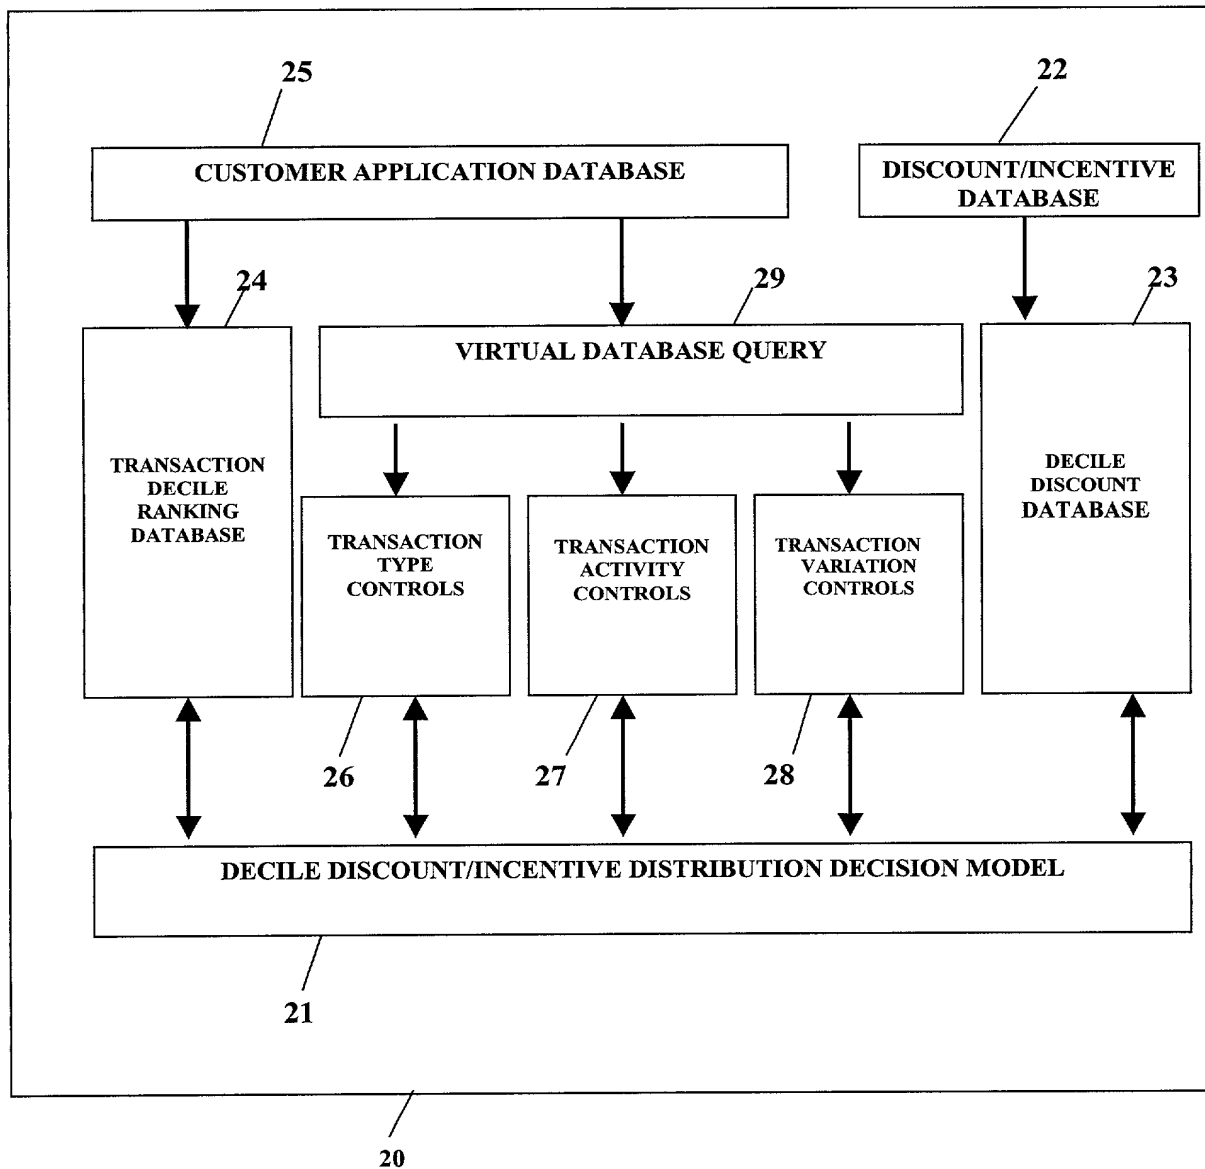 25
22
CUSTOMER APPLICATION DATABASE
DISCOUNT/INCENTIVE
DATABASE
24
29
23
VIRTUAL DATABASE QUERY
TRANSACTION
DECILE
RANKING
DATABASE
DECILE
DISCOUNT
DATABASE
TRANSACTION
TYPE
CONTROLS
TRANSACTION
ACTIVITY
CONTROLS
TRANSACTION
VARIATION
CONTROLS
26
27
28
DECILE DISCOUNT/INCENTIVE DISTRIBUTION DECISION MODEL
21
20